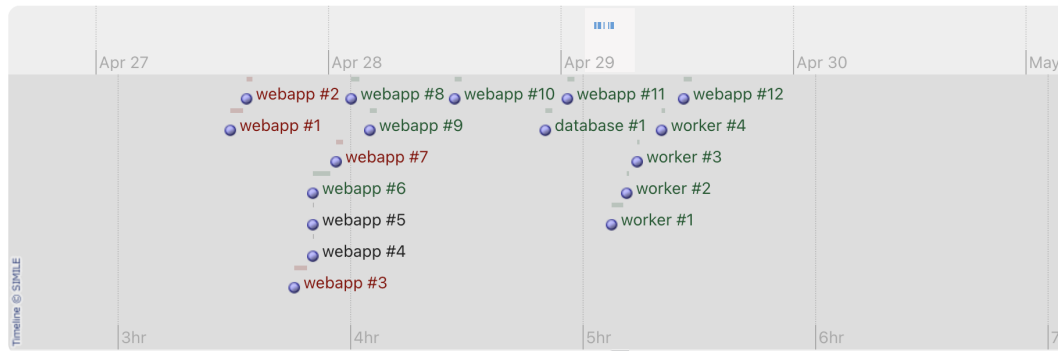 Apr 27
Apr 28
Apr 29
Apr 30
May
webapp #2
webapp #8
webapp #10
webapp #11
webapp #12
webapp #1
webapp #9
database #1
worker #4
webapp #7
worker #3
webapp #6
worker #2
webapp #5
worker #1
webapp #4
webapp #3
Timeline © SIMILE
3hr
4hr
5hr
6hr
7